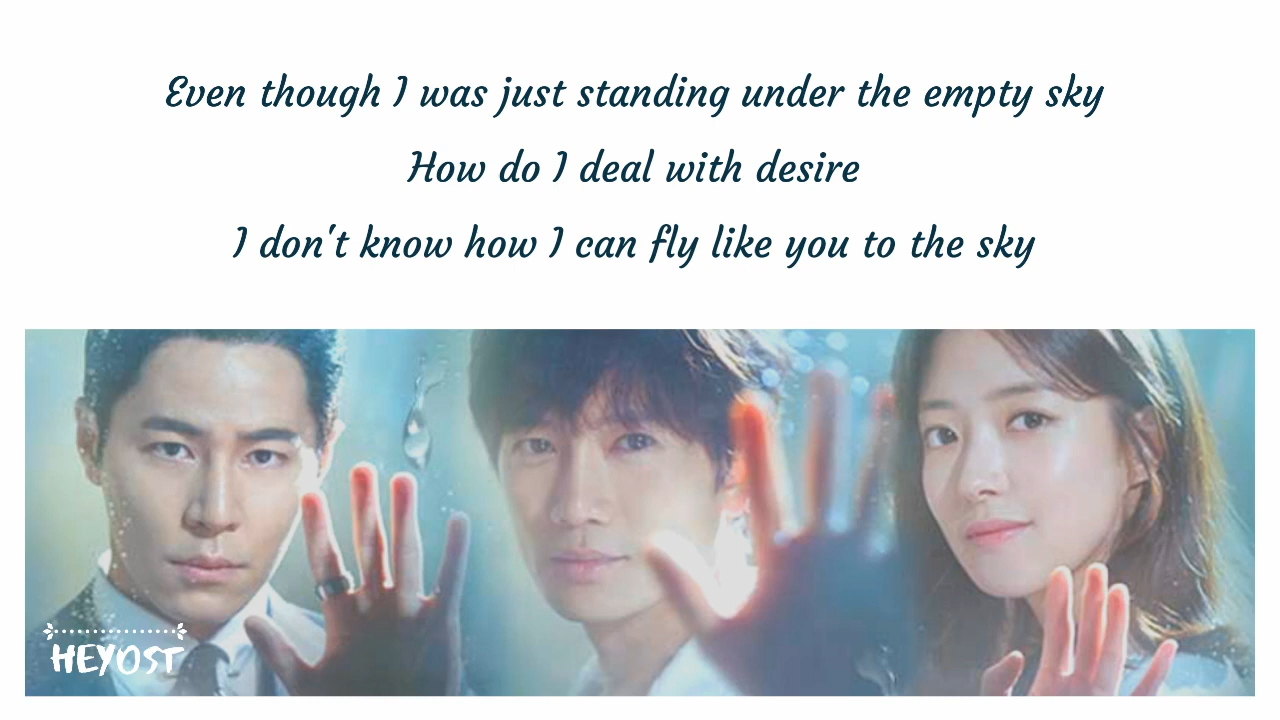 Even though I was just standing under the empty sky
How do I deal with desire
I don't know how I can fly like you to the sky
HEYOST